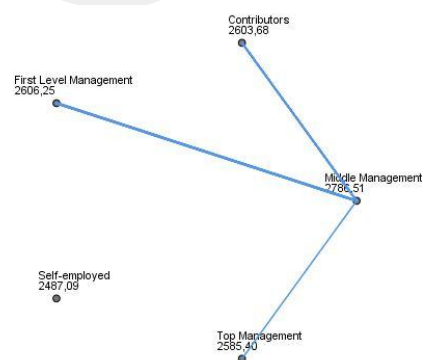 Contributors
2603,68
First Level Management
2606,25
Middle Management
2786,51
Self-employed
2487,09
Top Management
2585,40